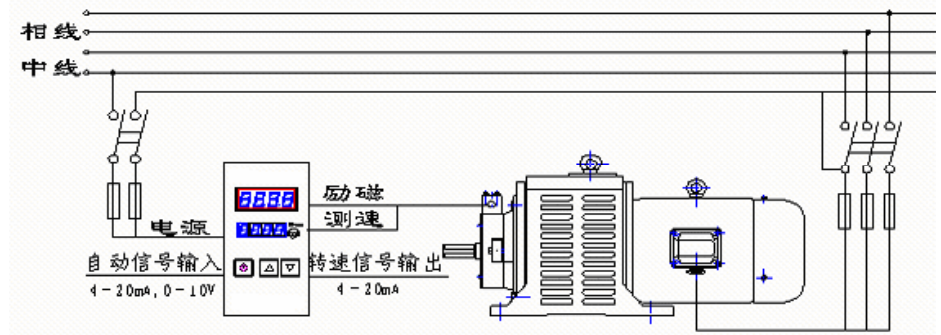 相线
中线
8888
励磁
测速
电源
自动信号输入
转速信号输出
4-20mA,0-10V
4-20mA